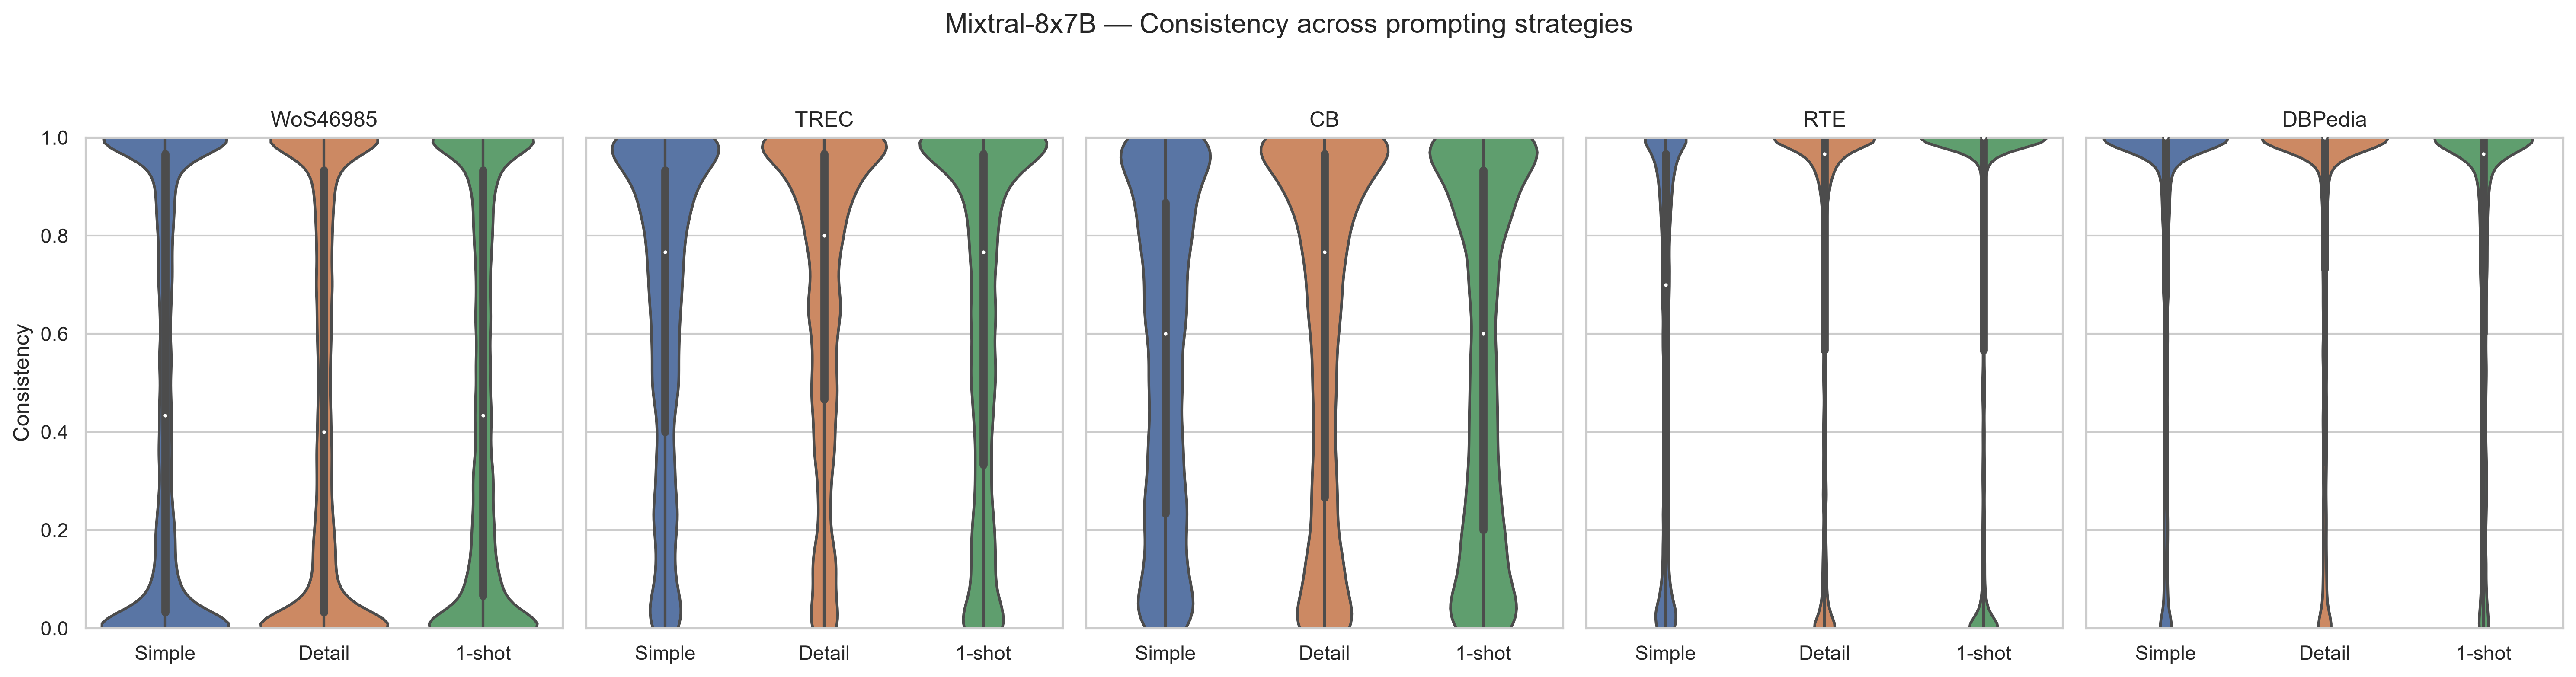 Mixtral-8x7B — Consistency across prompting strategies
WoS46985
TREC
CB
RTE
DBPedia
Consistency
1.0
0.8
0.6
0.4
0.2
0.0
Simple Detail 1-shot
Simple Detail 1-shot
Simple Detail 1-shot
Simple Detail 1-shot
Simple Detail 1-shot